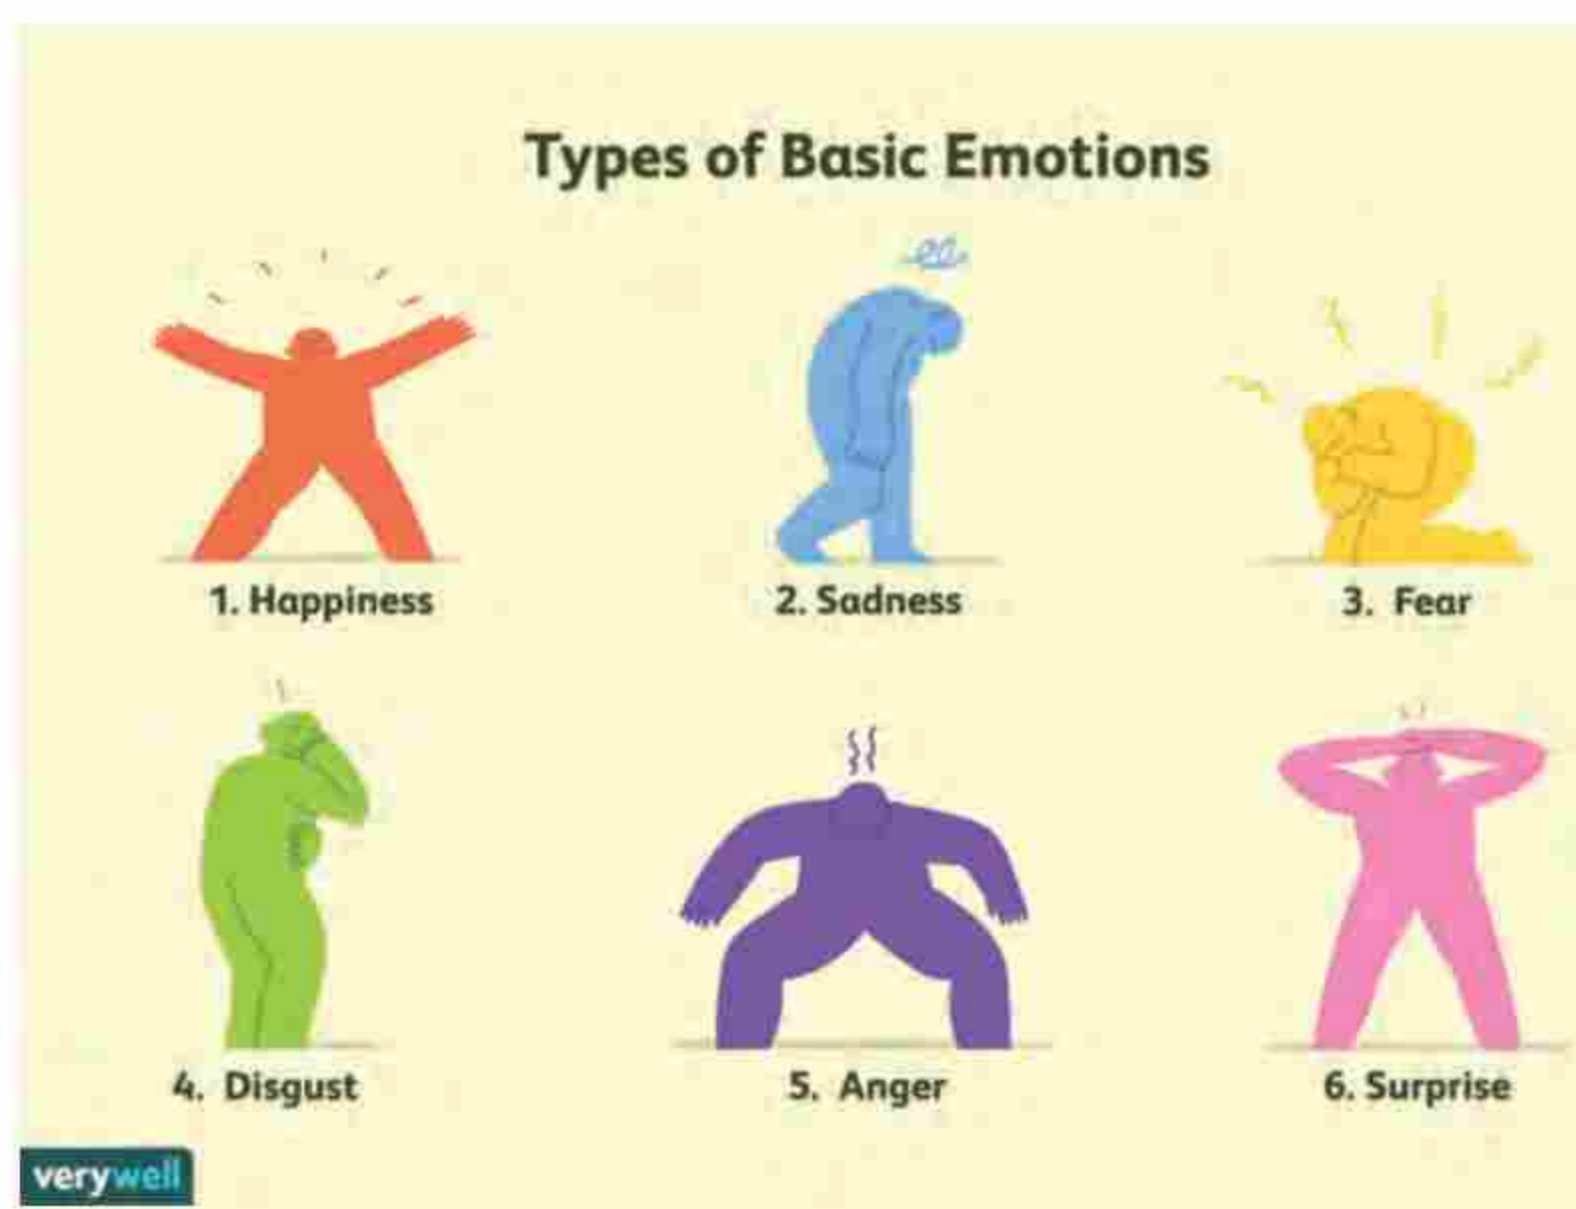 Types of Basic Emotions
1. Happiness
2. Sadness
3. Fear
4. Disgust
5. Anger
6. Surprise
verywell